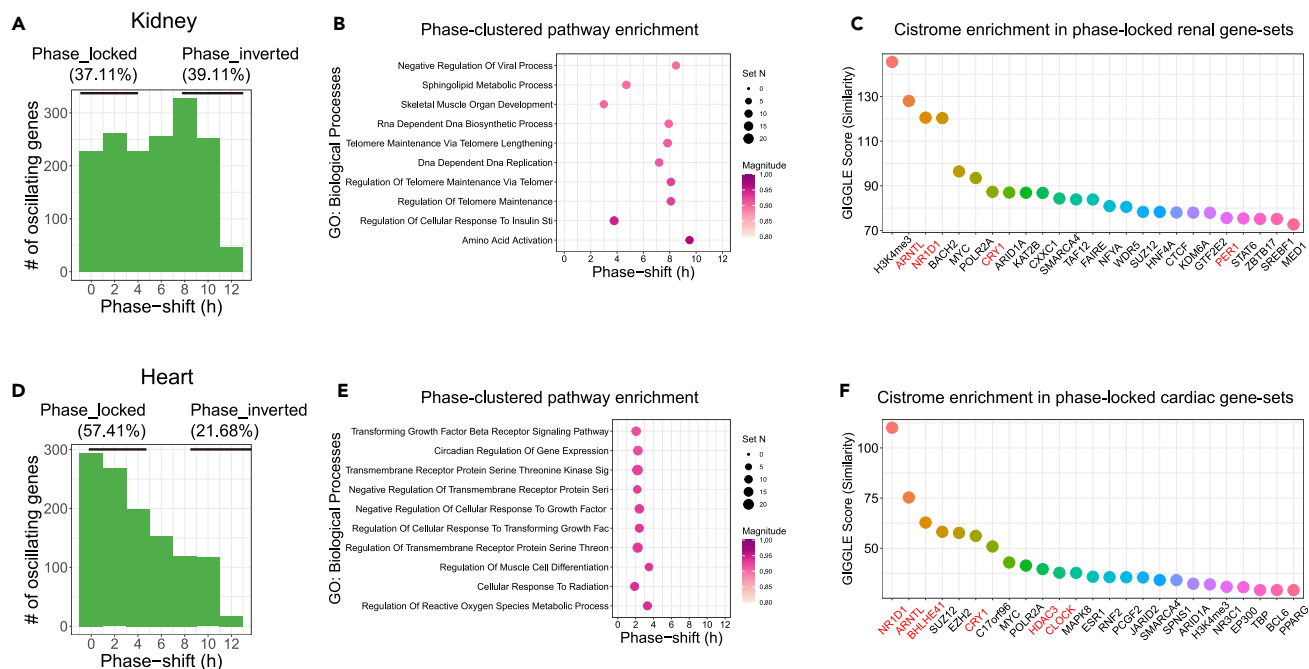 A
Kidney
Phase_locked
(37.11%)
Phase_inverted
(39.11%)
# of oscillating genes
300
200
100
0
0 2 4 6 8 10 12
Phase-shift (h)
B
Phase-clustered pathway enrichment
GO: Biological Processes
Negative Regulation Of Viral Process
Sphingolipid Metabolic Process
Skeletal Muscle Organ Development
Rna Dependent Dna Biosynthetic Process
Telomere Maintenance Via Telomere Lengthening
Dna Dependent Dna Replication
Regulation Of Telomere Maintenance Via Telomer
Regulation Of Telomere Maintenance
Regulation Of Cellular Response To Insulin Sti
Amino Acid Activation
0 2 4 6 8 10 12
Phase-shift (h)
Set N
0
5
10
15
20
Magnitude
1.00
0.95
0.90
0.85
0.80
C
Cistrome enrichment in phase-locked renal gene-sets
GIGGLE Score (Similarity)
130
110
90
70
H3K4me3
ARNTL
NR1D1
BACH2
MYC
POLR2A
CRY1
ARID1A
KAT2B
CXXC1
SMARCA4
TAF12
FAIRE
NFYA
WDR5
SUZ12
HNF4A
CTCF
KDM6A
GTF2E2
PER1
STAT6
ZBTB17
SREBF1
MED1
D
Heart
Phase_locked
(57.41%)
Phase_inverted
(21.68%)
# of oscillating genes
300
200
100
0
0 2 4 6 8 10 12
Phase-shift (h)
E
Phase-clustered pathway enrichment
GO: Biological Processes
Transforming Growth Factor Beta Receptor Signaling Pathway
Circadian Regulation Of Gene Expression
Transmembrane Receptor Protein Serine Threonine Kinase Sig
Negative Regulation Of Transmembrane Receptor Protein Seri
Negative Regulation Of Cellular Response To Growth Factor
Regulation Of Cellular Response To Transforming Growth Fac
Regulation Of Transmembrane Receptor Protein Serine Threon
Regulation Of Muscle Cell Differentiation
Cellular Response To Radiation
Regulation Of Reactive Oxygen Species Metabolic Process
0 2 4 6 8 10 12
Phase-shift (h)
Set N
0
5
10
15
20
Magnitude
1.00
0.95
0.90
0.85
0.80
F
Cistrome enrichment in phase-locked cardiac gene-sets
GIGGLE Score (Similarity)
100
75
50
NR1D1
ARNTL
BHLHE41
SUZ12
EZH2
CRY1
C17orf96
MYC
POLR2A
HDAC3
CLOCK
MAPK8
ESR1
RNF2
PCGF2
JARID2
SMARCA4
SPNS1
ARID1A
H3K4me3
NR3C1
EP300
TBP
BCL6
PPARG